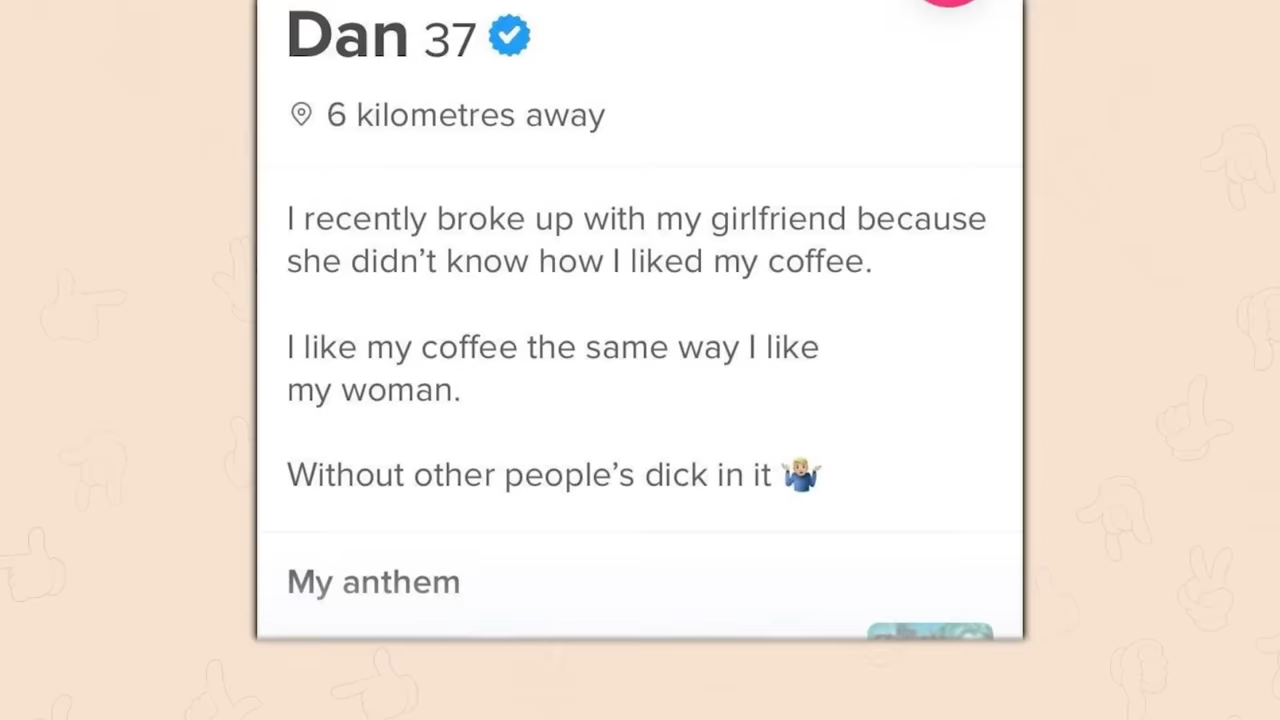 Dan 37
6 kilometres away
I recently broke up with my girlfriend because
she didn’t know how I liked my coffee.
I like my coffee the same way I like
my woman.
Without other people’s dick in it 🤷🏼‍♂️
My anthem